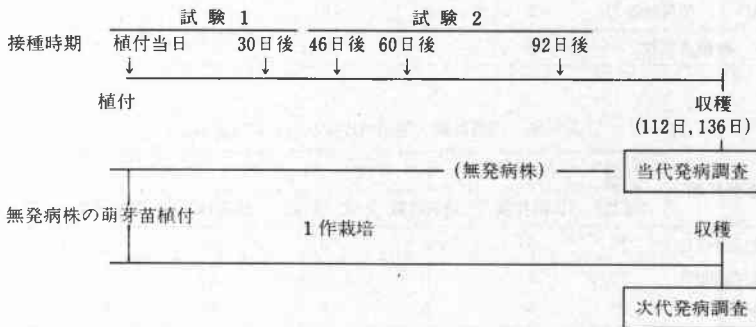 試験1 試験2
接種時期 植付当日 30日後 46日後 60日後 92日後
植付 収穫
(112日, 136日)
(無発病株) 当代発病調査
無発病株の萌芽苗植付 1作栽培 収穫
次代発病調査